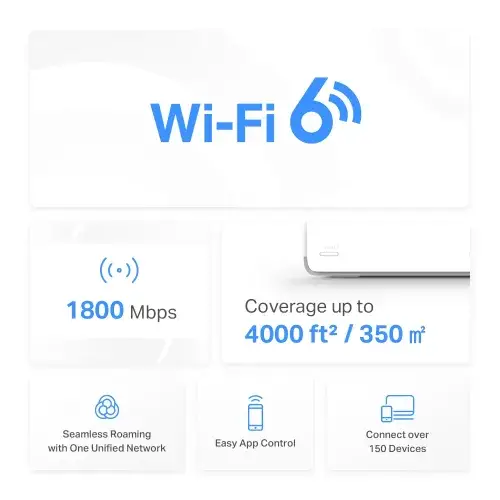 Wi-Fi 6
1800 Mbps
Coverage up to
4000 ft² / 350 ㎡
Seamless Roaming
with One Unified Network
Easy App Control
Connect over
150 Devices